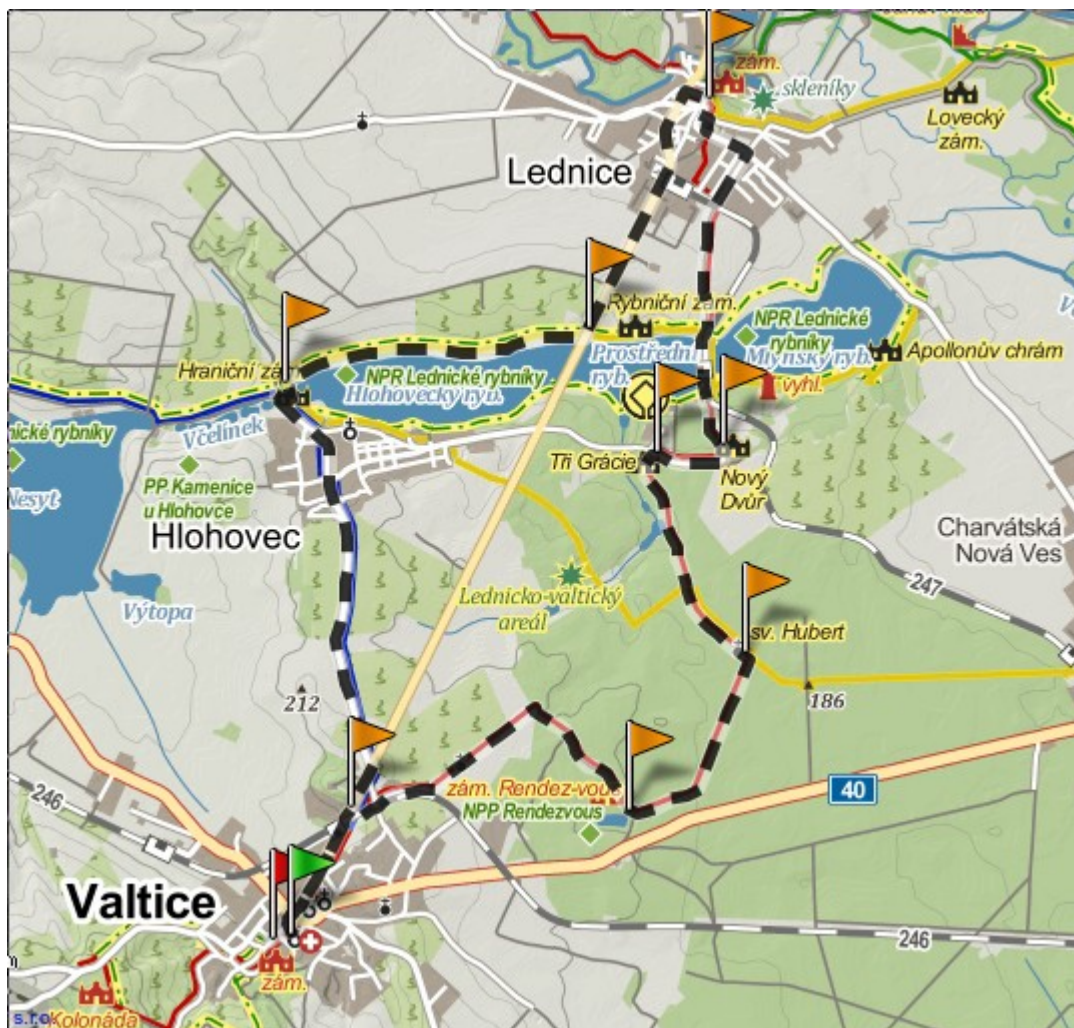 zám.
skleníky
Lovecký
zám.
Lednice
Rybniční zám.
NPR Lednické
rybníky
Prostřední
ryb.
Mlýnský ryb.
Apollonův chrám
vyhl.
Hraniční zám.
NPR Lednické rybníky
Hlohovecký ryb.
Včelínek
nické rybníky
Nesyt
PP Kamenice
u Hlohovce
Hlohovec
Tři Grácie
Nový
Dvůr
Charvátská
Nová Ves
247
Výtopa
Lednicko-valtický
areál
sv. Hubert
212
186
zám. Rendez-vous
NPP Rendezvous
40
246
Valtice
246
zám.
Kolonáda
s.r.o.